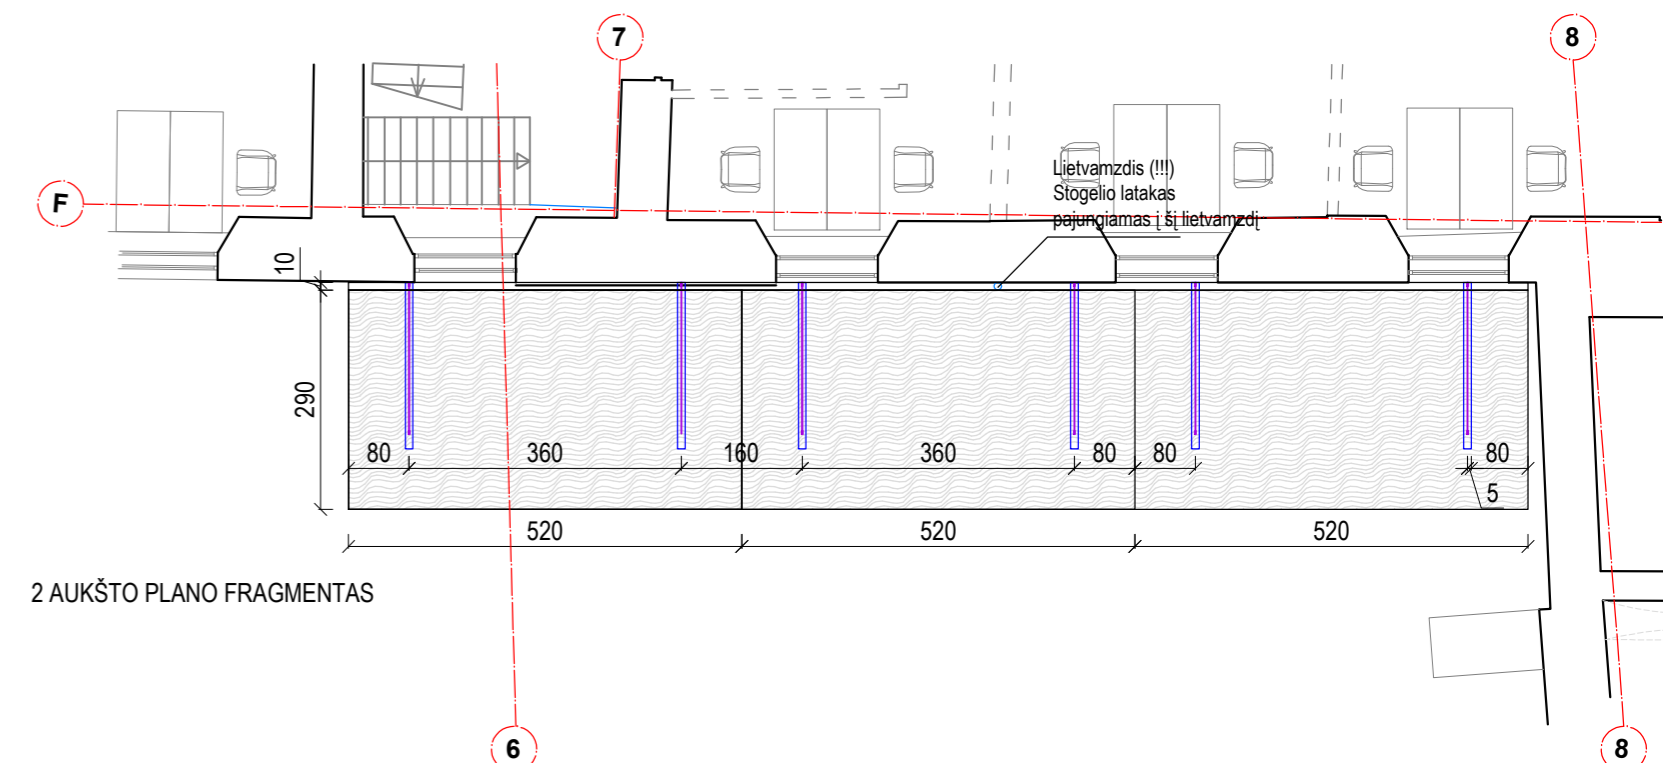 7
8
F
Lietvamzdis (!!!)
Stogelio latakas
pajungiamas į šį lietvamzdį
10
290
80 360 160 360 80 80 80
5
520 520 520
2 AUKŠTO PLANO FRAGMENTAS
6
8